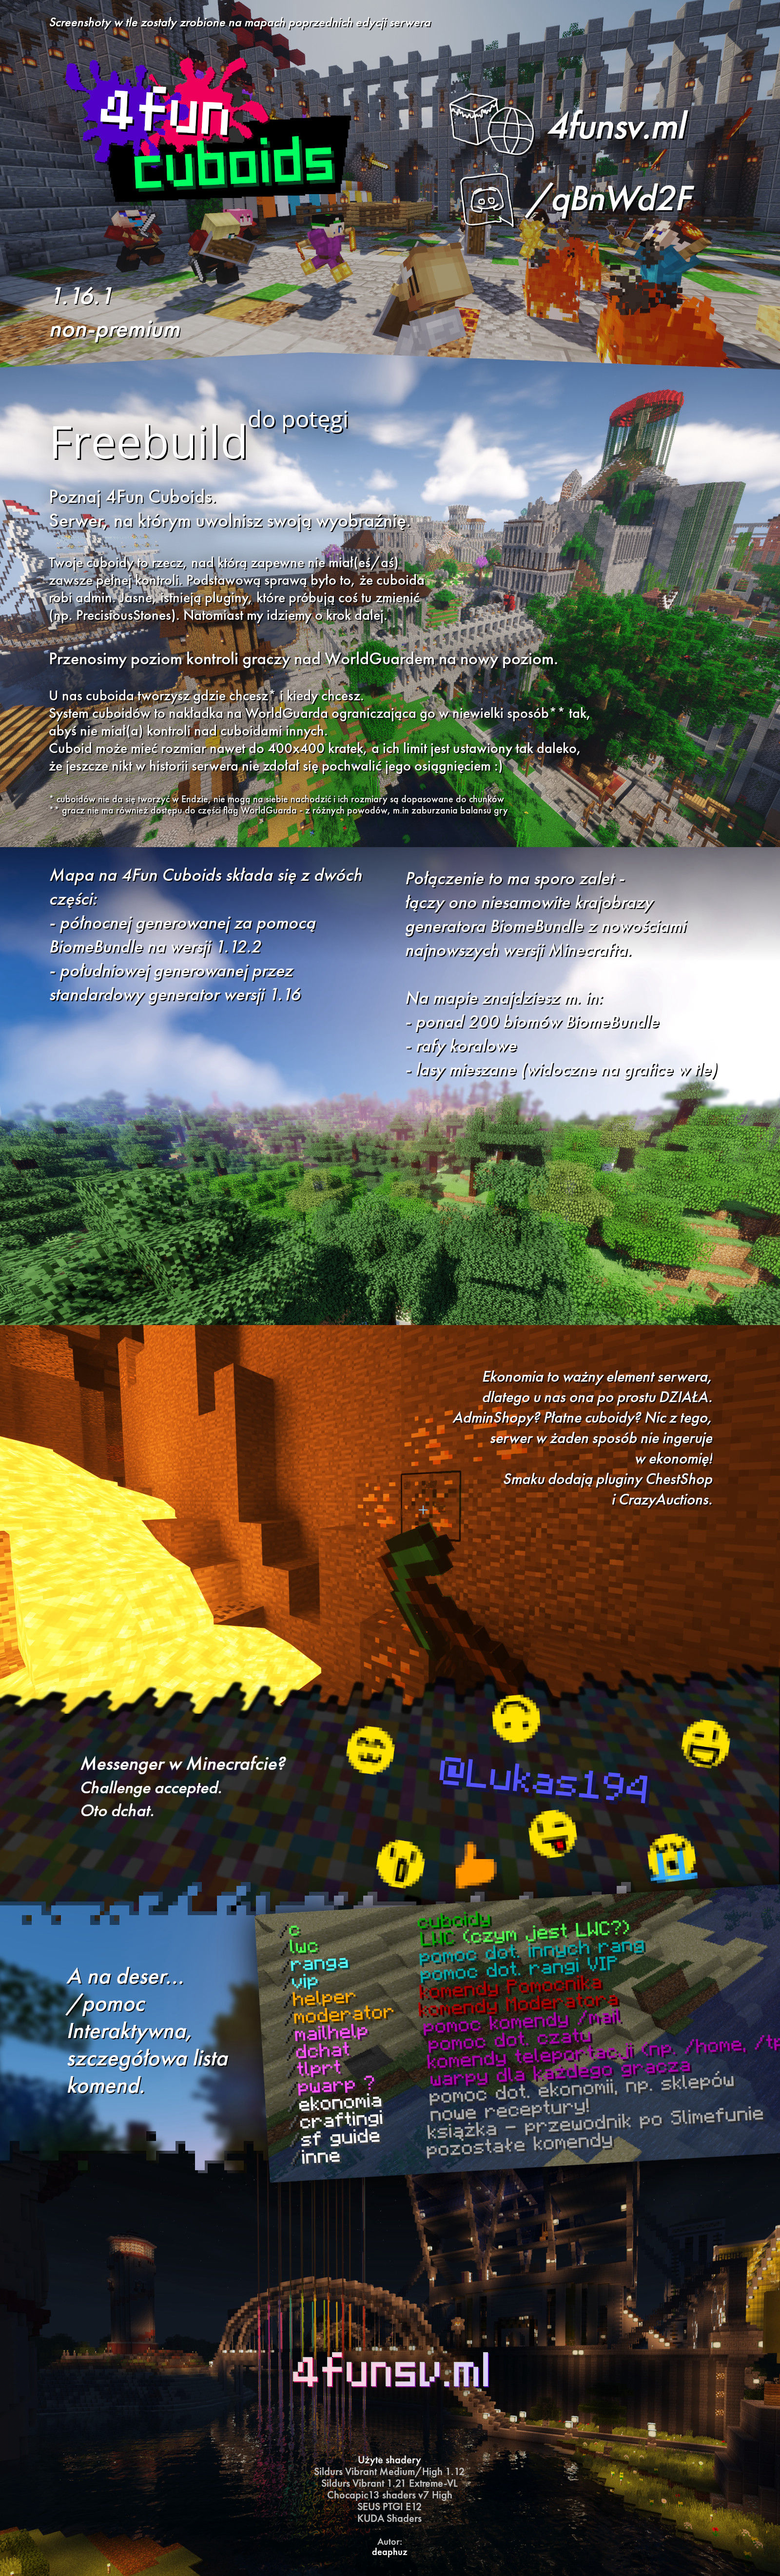 Screenshoty w tle zostały zrobione na mapach poprzednich edycji serwera
4fun
cuboids
4funsv.ml
/qBnWd2F
1.16.1
non-premium
Freebuild do potęgi
Poznaj 4Fun Cuboids.
Serwer, na którym uwolnisz swoją wyobraźnię.
Twoje cuboidy to rzecz, nad którą zapewne nie miał(eś/aś)
zawsze pełnej kontroli. Podstawową sprawą było to, że cuboida
robi admin. Jasne, istnieją pluginy, które próbują coś tu zmienić
(np. PrecisiousStones). Natomiast my idziemy o krok dalej.
Przenosimy poziom kontroli graczy nad WorldGuardem na nowy poziom.
U nas cuboida tworzysz gdzie chcesz* i kiedy chcesz.
System cuboidów to nakładka na WorldGuarda ograniczająca go w niewielki sposób** tak,
abyś nie miał(a) kontroli nad cuboidami innych.
Cuboid może mieć rozmiar nawet do 400x400 kratek, a ich limit jest ustawiony tak daleko,
że jeszcze nikt w historii serwera nie zdołał się pochwalić jego osiągnięciem :)
* cuboidów nie da się tworzyć w Endzie, nie mogą na siebie nachodzić i ich rozmiary są dopasowane do chunków
** gracz nie ma również dostępu do części flag WorldGuarda - z różnych powodów, m.in zaburzania balansu gry
Mapa na 4Fun Cuboids składa się z dwóch
części:
- północnej generowanej za pomocą
BiomeBundle na wersji 1.12.2
- południowej generowanej przez
standardowy generator wersji 1.16
Połączenie to ma sporo zalet -
łączy ono niesamowite krajobrazy
generatora BiomeBundle z nowościami
najnowszych wersji Minecrafta.
Na mapie znajdziesz m. in:
- ponad 200 biomów BiomeBundle
- rafy koralowe
- lasy mieszane (widoczne na grafice w tle)
Ekonomia to ważny element serwera,
dlatego u nas ona po prostu DZIAŁA.
AdminShopy? Płatne cuboidy? Nic z tego,
serwer w żaden sposób nie ingeruje
w ekonomię!
Smaku dodają pluginy ChestShop
i CrazyAuctions.
Messenger w Minecrafcie?
Challenge accepted.
Oto dchat.
@Lukas194
A na deser...
/pomoc
Interaktywna,
szczegółowa lista
komend.
/c cuboidy
/lwc LWC (czym jest LWC?)
/ranga pomoc dot. innych rang
/vip pomoc dot. rangi VIP
/helper komendy Pomocnika
/moderator komendy Moderatora
/mailhelp pomoc komendy /mail
/dchat pomoc dot. czatu
/tlprt komendy teleportacji (np. /home, /tp
/pwarp ? warpy dla każdego gracza
/ekonomia pomoc dot. ekonomii, np. sklepów
/craftingi nowe receptury!
/sf guide książka – przewodnik po Slimefunie
/inne pozostałe komendy
4funsv.ml
Użyte shadery
Sildurs Vibrant Medium/High 1.12
Sildurs Vibrant 1.21 Extreme-VL
Chocapic13 shaders v7 High
SEUS PTGI E12
KUDA Shaders
Autor:
deaphuz